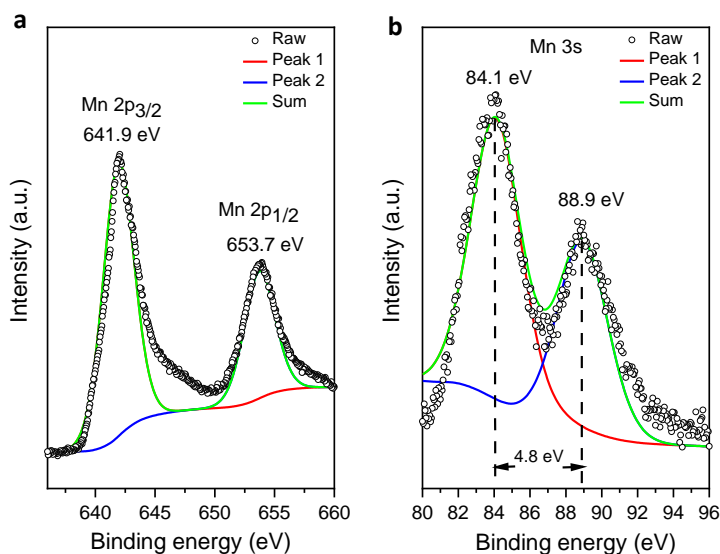 a
Raw
Peak 1
Peak 2
Sum
Mn 2p3/2
641.9 eV
Mn 2p1/2
653.7 eV
Intensity (a.u.)
640 645 650 655 660
Binding energy (eV)
b
Mn 3s
Raw
Peak 1
Peak 2
Sum
84.1 eV
88.9 eV
4.8 eV
Intensity (a.u.)
80 82 84 86 88 90 92 94 96
Binding energy (eV)